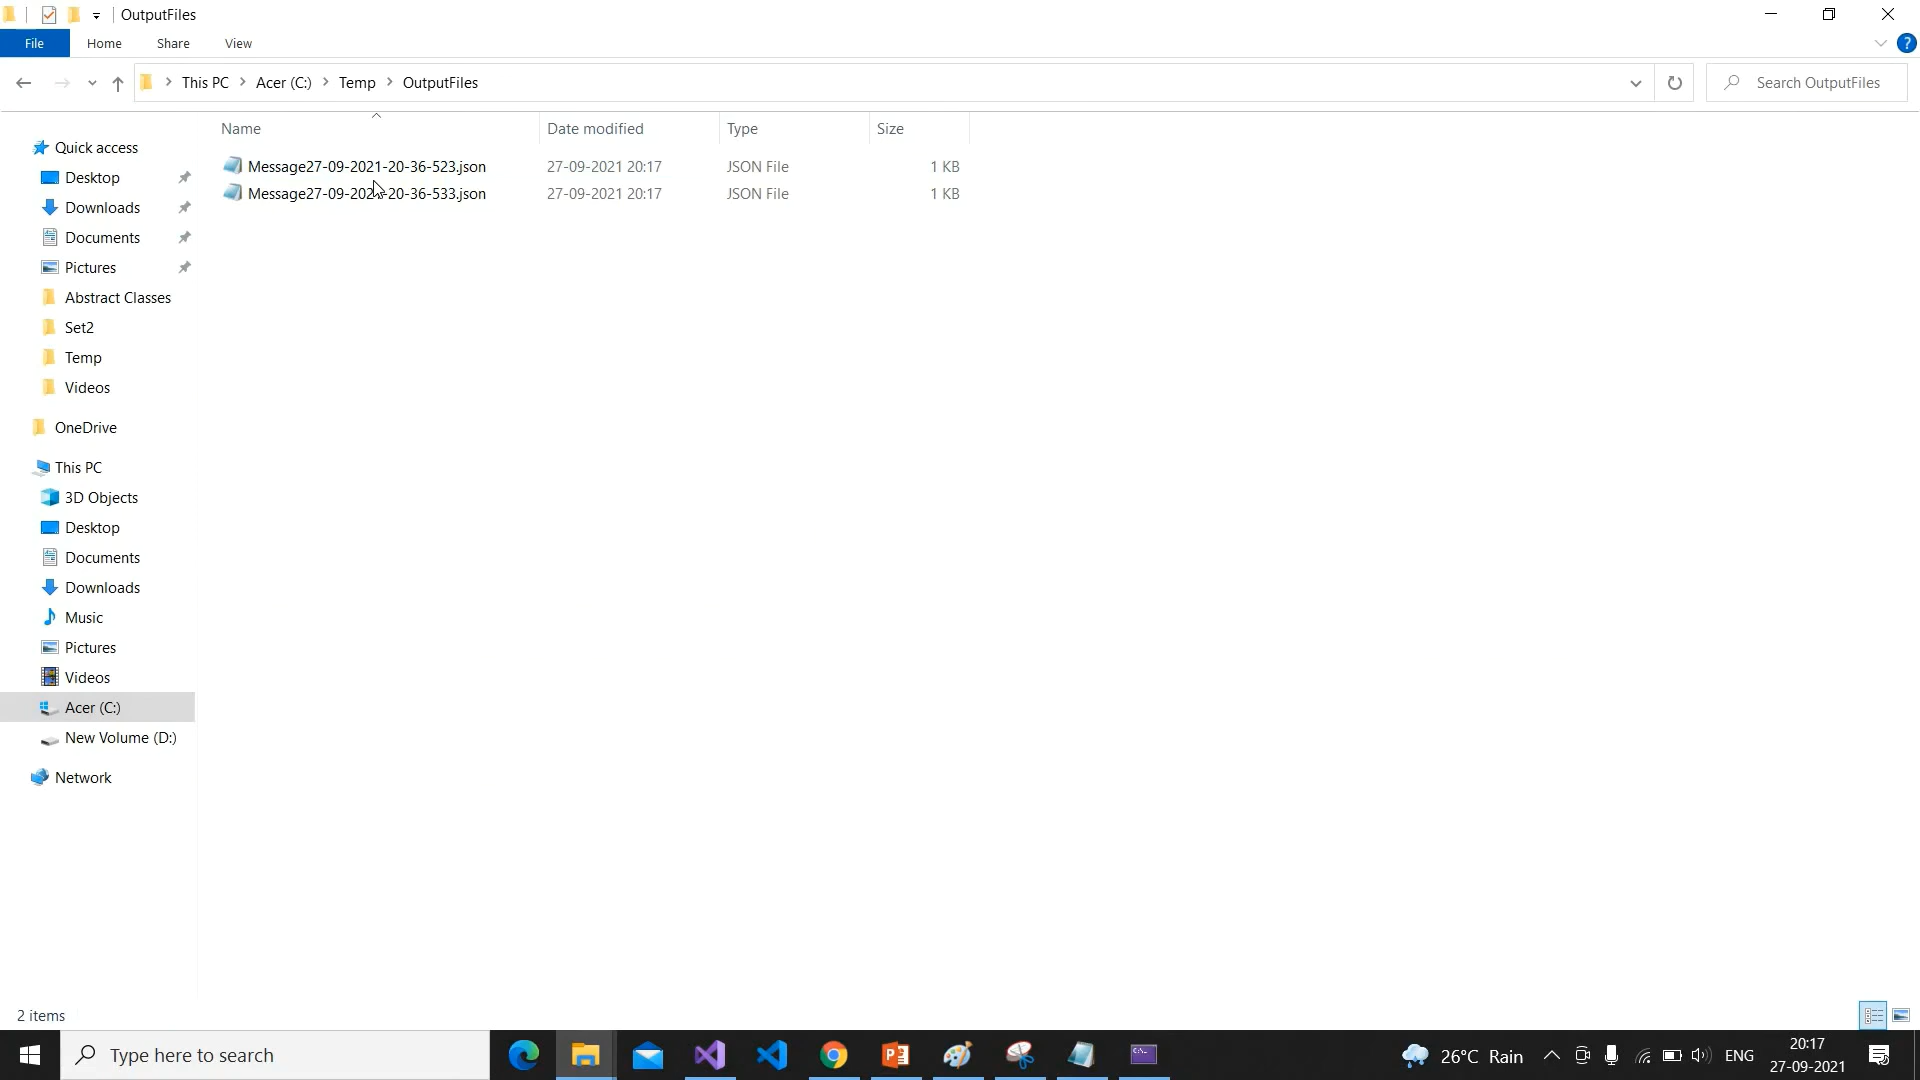 OutputFiles
File Home Share View
This PC Acer (C:) Temp OutputFiles
Search OutputFiles
Name Date modified Type Size
Message27-09-2021-20-36-523.json 27-09-2021 20:17 JSON File 1 KB
Message27-09-2021-20-36-533.json 27-09-2021 20:17 JSON File 1 KB
Quick access
Desktop
Downloads
Documents
Pictures
Abstract Classes
Set2
Temp
Videos
OneDrive
This PC
3D Objects
Desktop
Documents
Downloads
Music
Pictures
Videos
Acer (C:)
New Volume (D:)
Network
2 items
Type here to search
26°C Rain
ENG
20:17
27-09-2021